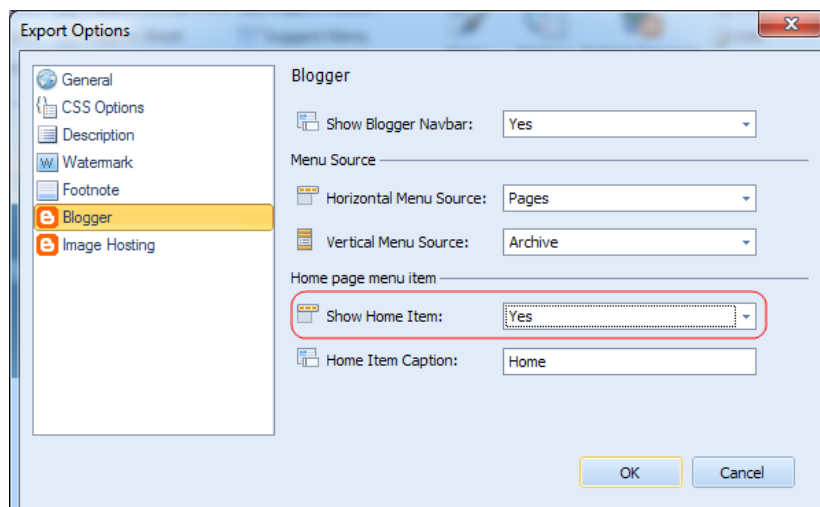 Export Options
General
CSS Options
Description
Watermark
Footnote
Blogger
Image Hosting
Blogger
Show Blogger Navbar: Yes
Menu Source
Horizontal Menu Source: Pages
Vertical Menu Source: Archive
Home page menu item
Show Home Item: Yes
Home Item Caption: Home
OK Cancel